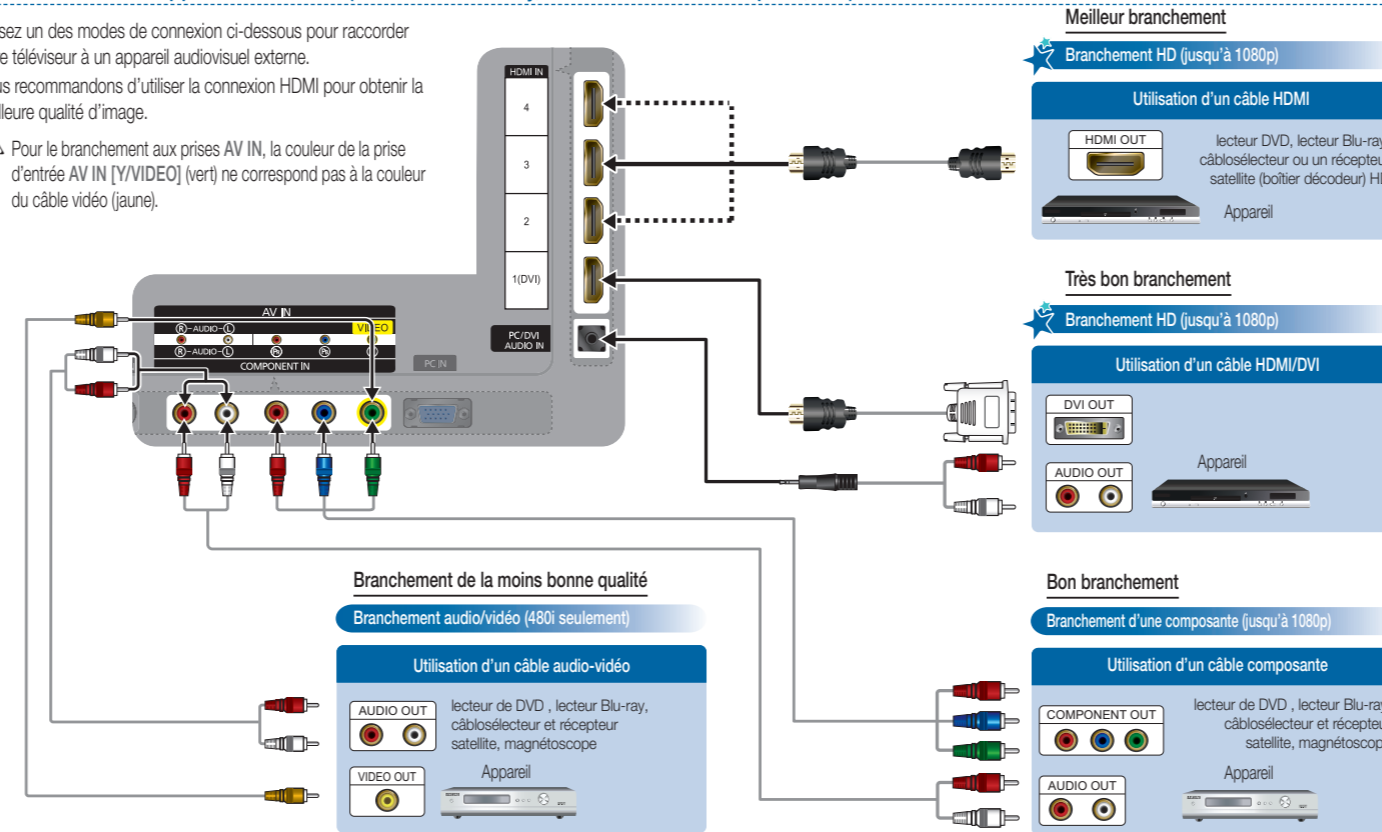 sez un des modes de connexion ci-dessous pour raccorder
e téléviseur à un appareil audiovisuel externe.
us recommandons d'utiliser la connexion HDMI pour obtenir la
lleure qualité d'image.
Pour le branchement aux prises AV IN, la couleur de la prise
d'entrée AV IN [Y/VIDEO] (vert) ne correspond pas à la couleur
du câble vidéo (jaune).
HDMI IN
4
3
2
1(DVI)
PC/DVI
AUDIO IN
AV IN
R-AUDIO-L
VIDEO
R-AUDIO-L
COMPONENT IN
PC IN
Meilleur branchement
Branchement HD (jusqu'à 1080p)
Utilisation d'un câble HDMI
HDMI OUT
lecteur DVD, lecteur Blu-ray
câblosélecteur ou un récepteu
satellite (boîtier décodeur) H
Appareil
Très bon branchement
Branchement HD (jusqu'à 1080p)
Utilisation d'un câble HDMI/DVI
DVI OUT
AUDIO OUT
Appareil
Branchement de la moins bonne qualité
Branchement audio/vidéo (480i seulement)
Utilisation d'un câble audio-vidéo
AUDIO OUT
lecteur de DVD , lecteur Blu-ray,
câblosélecteur et récepteur
satellite, magnétoscope
VIDEO OUT
Appareil
Bon branchement
Branchement d'une composante (jusqu'à 1080p)
Utilisation d'un câble composante
COMPONENT OUT
lecteur de DVD , lecteur Blu-ray
câblosélecteur et récepteu
satellite, magnétoscop
AUDIO OUT
Appareil